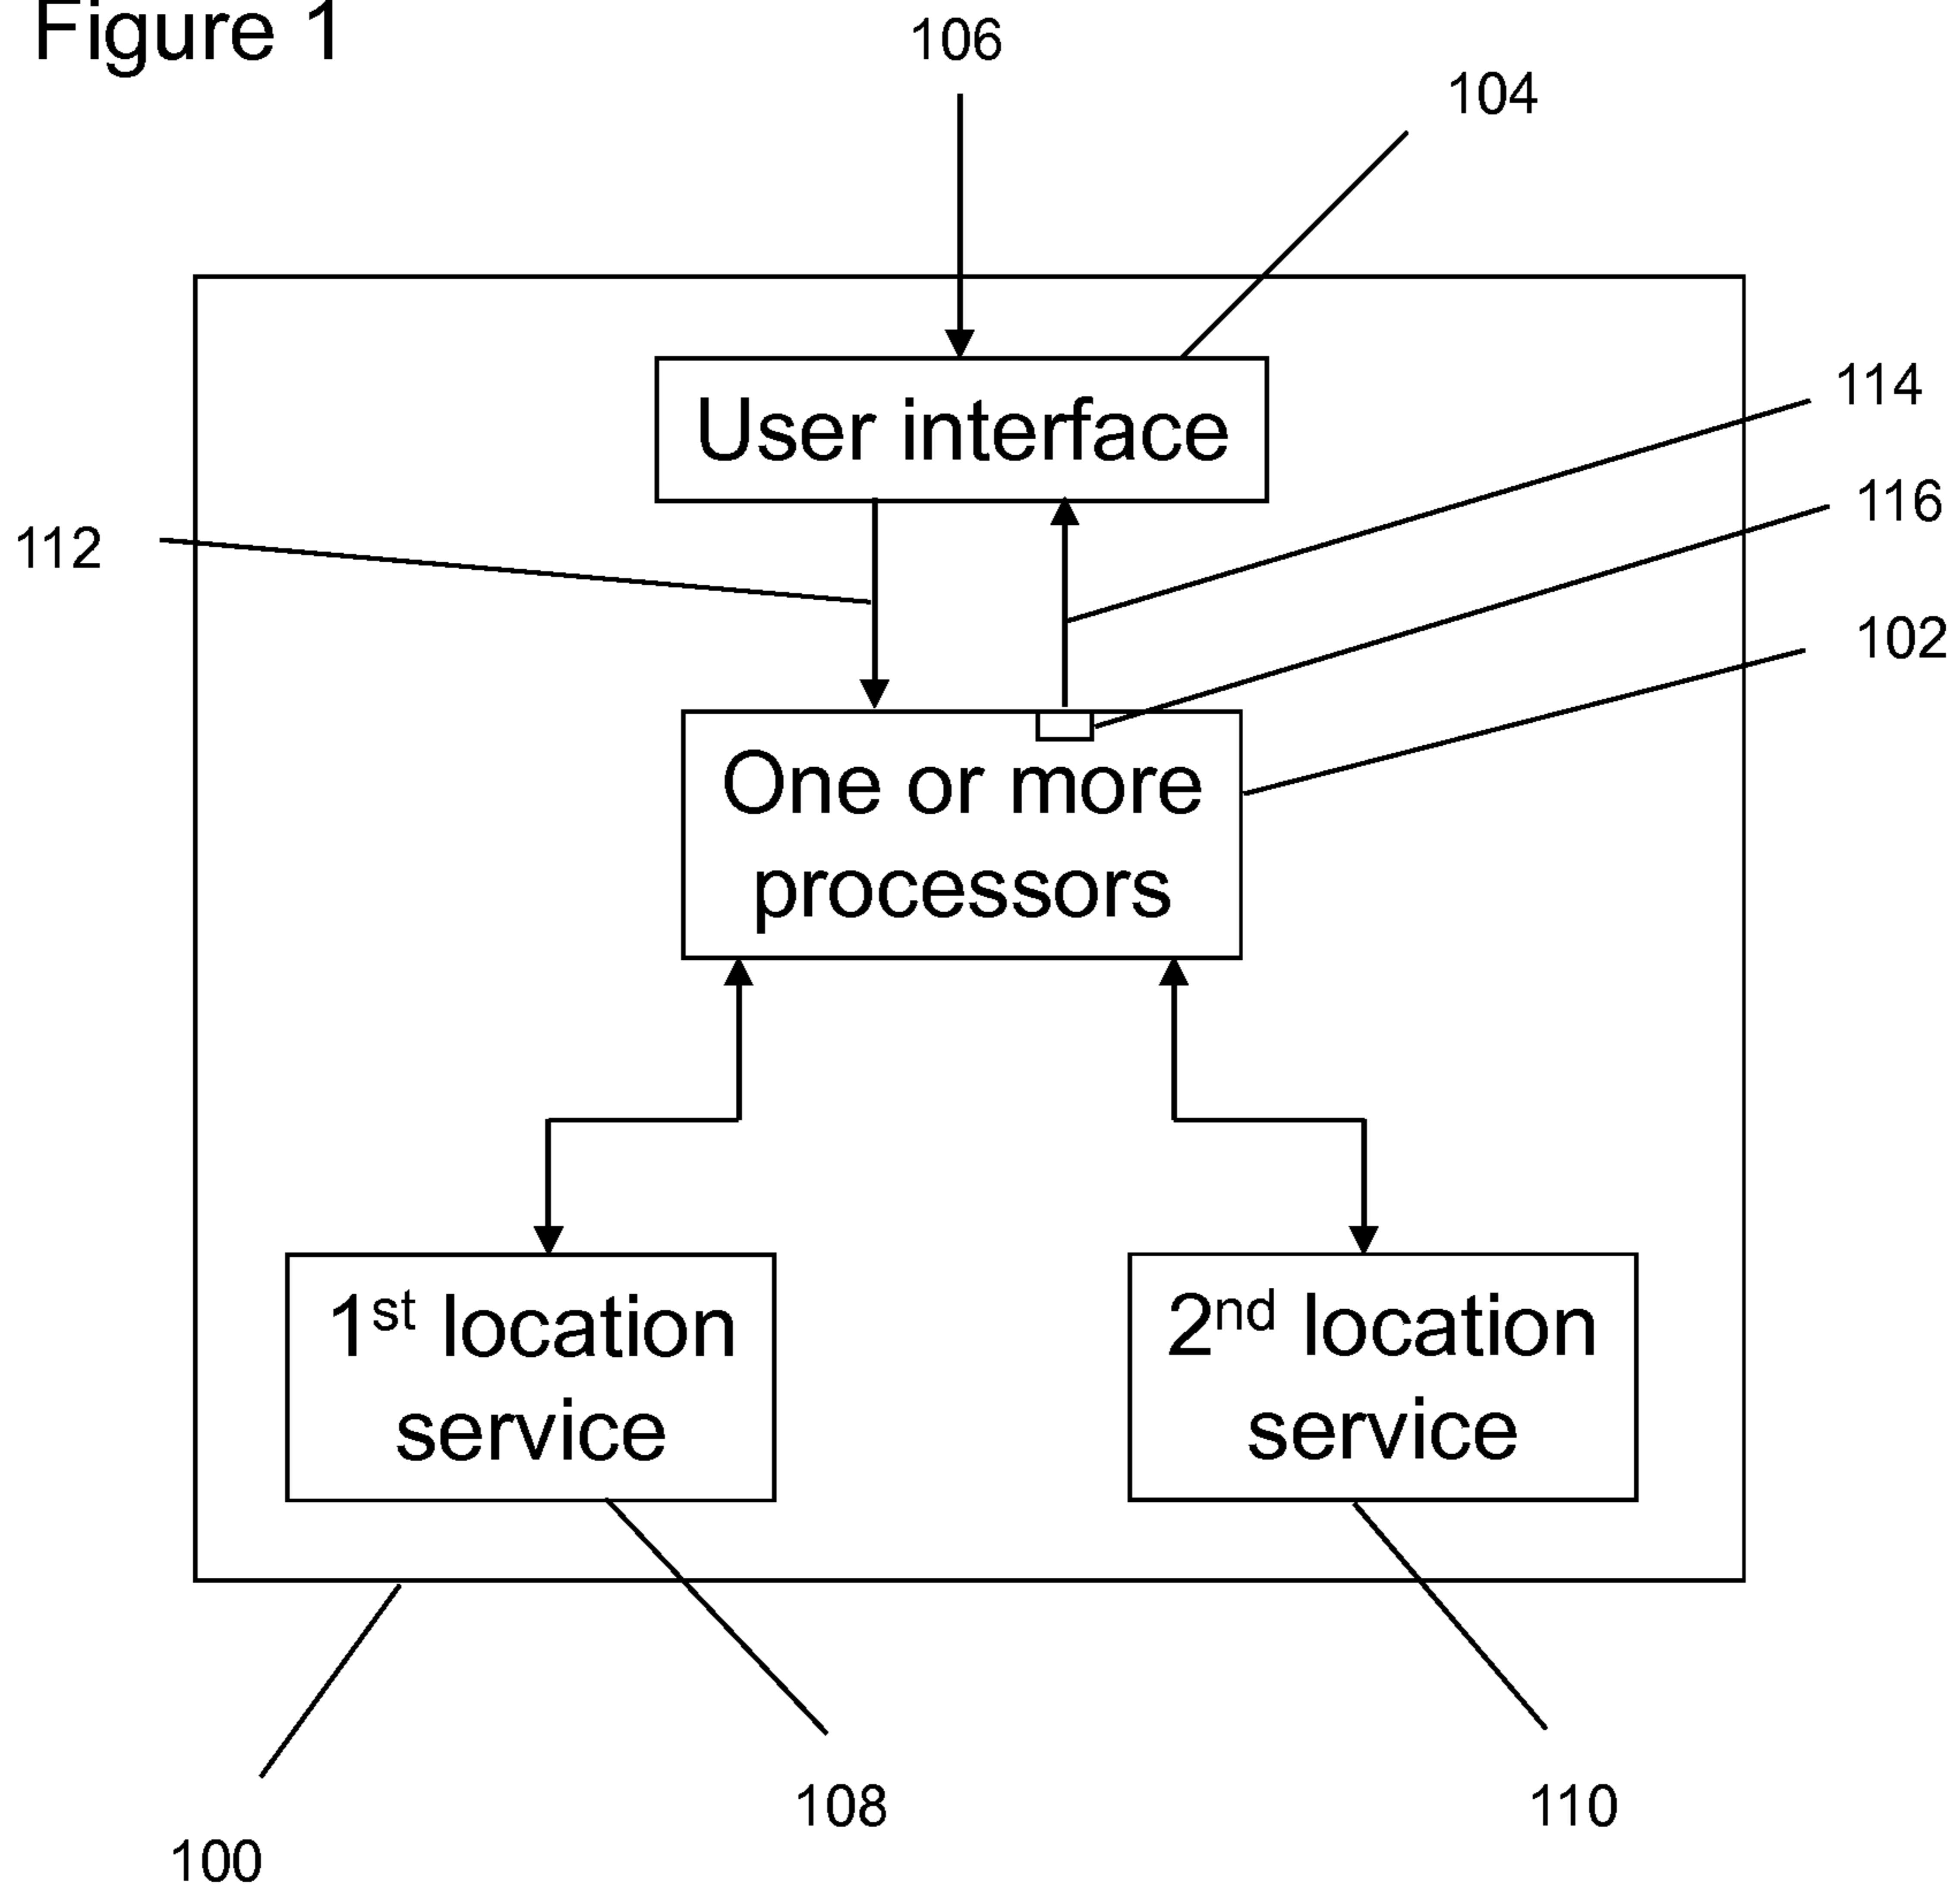 Figure 1
106
104
User interface
114
116
112
102
One or more
processors
1st location
service
2nd location
service
108
110
100